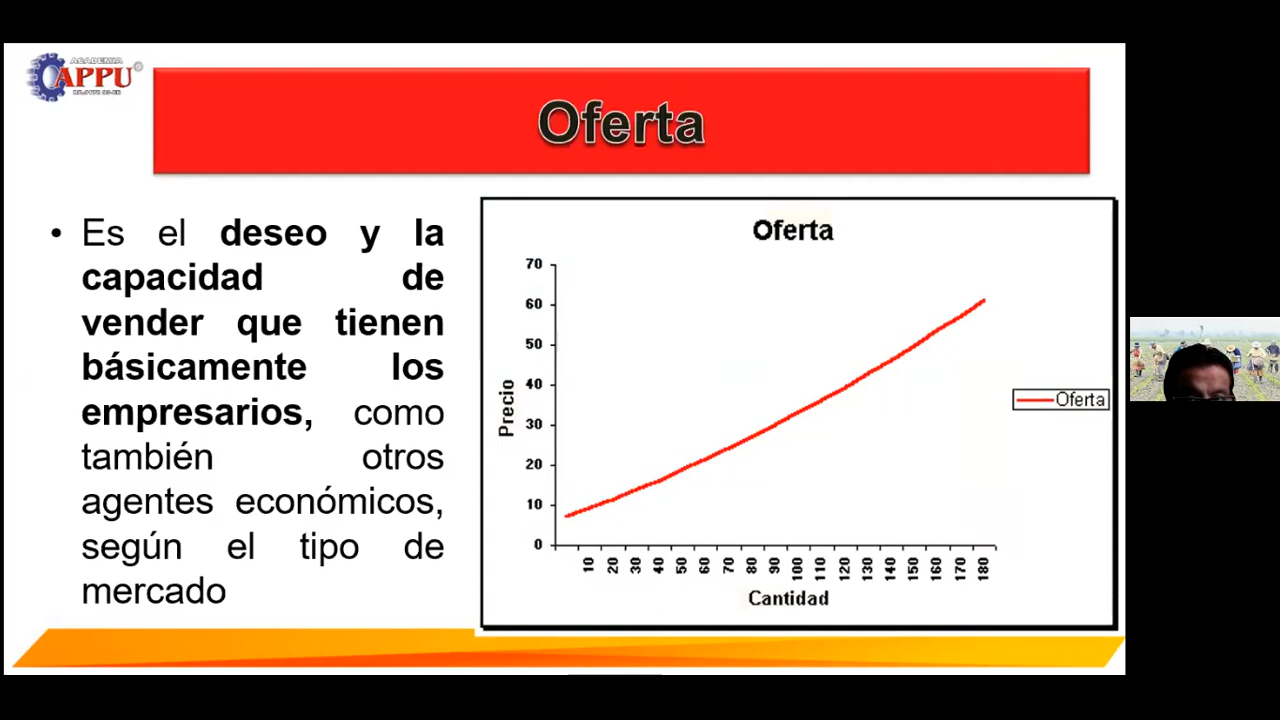 ACADEMIA
APPU
Oferta
• Es el deseo y la
capacidad de
vender que tienen
básicamente los
empresarios, como
también otros
agentes económicos,
según el tipo de
mercado
Oferta
70
60
50
40
30
20
10
0
Precio
10 20 30 40 50 60 70 80 90 100 110 120 130 140 150 160 170 180
Cantidad
Oferta